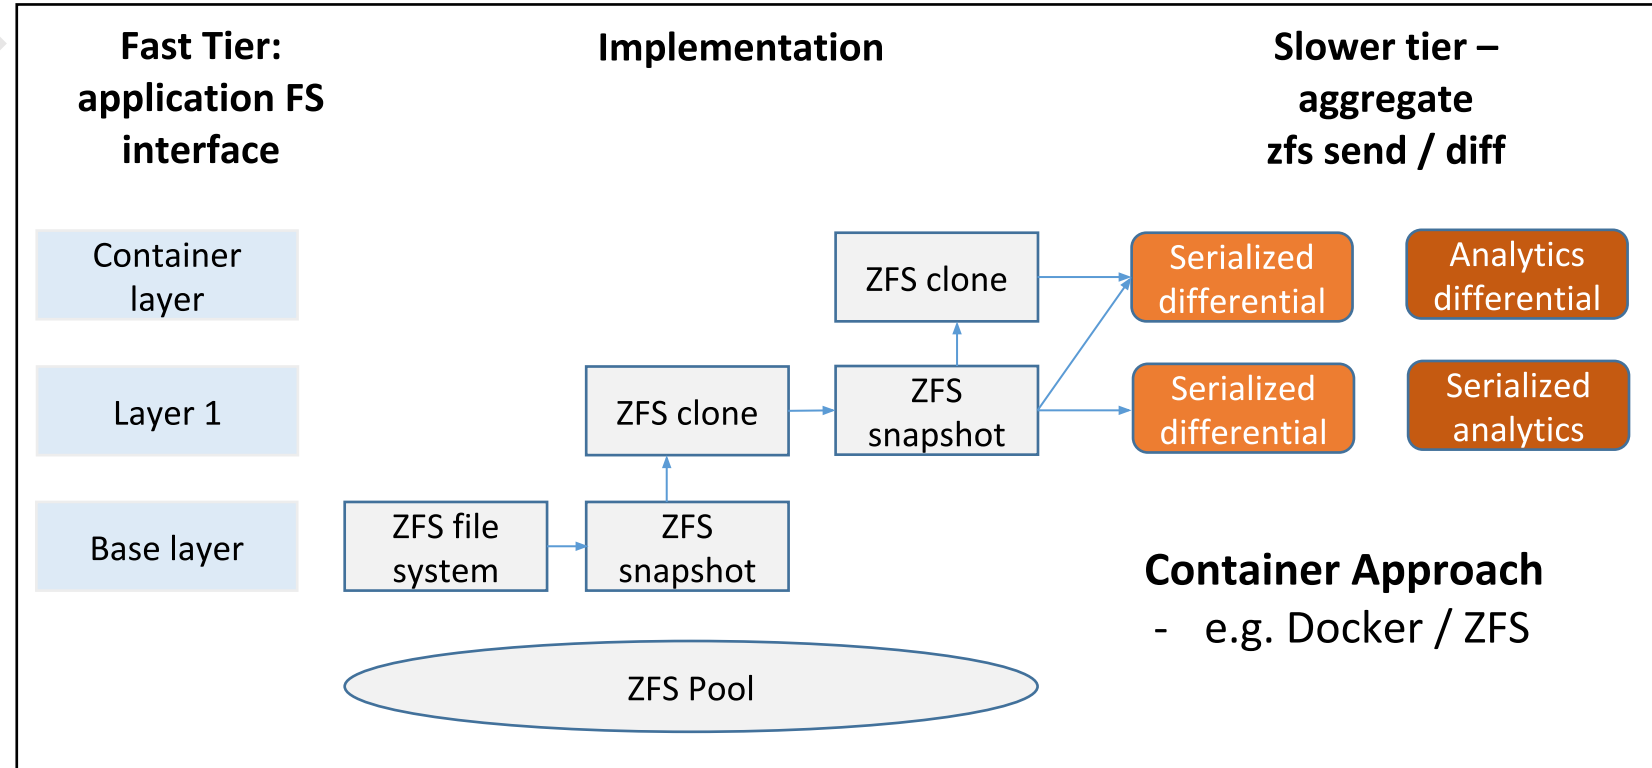 Fast Tier:
application FS
interface
Implementation
Slower tier –
aggregate
zfs send / diff
Container
layer
ZFS clone
Serialized
differential
Analytics
differential
Layer 1
ZFS clone
ZFS
snapshot
Serialized
differential
Serialized
analytics
Base layer
ZFS file
system
ZFS
snapshot
Container Approach
- e.g. Docker / ZFS
ZFS Pool